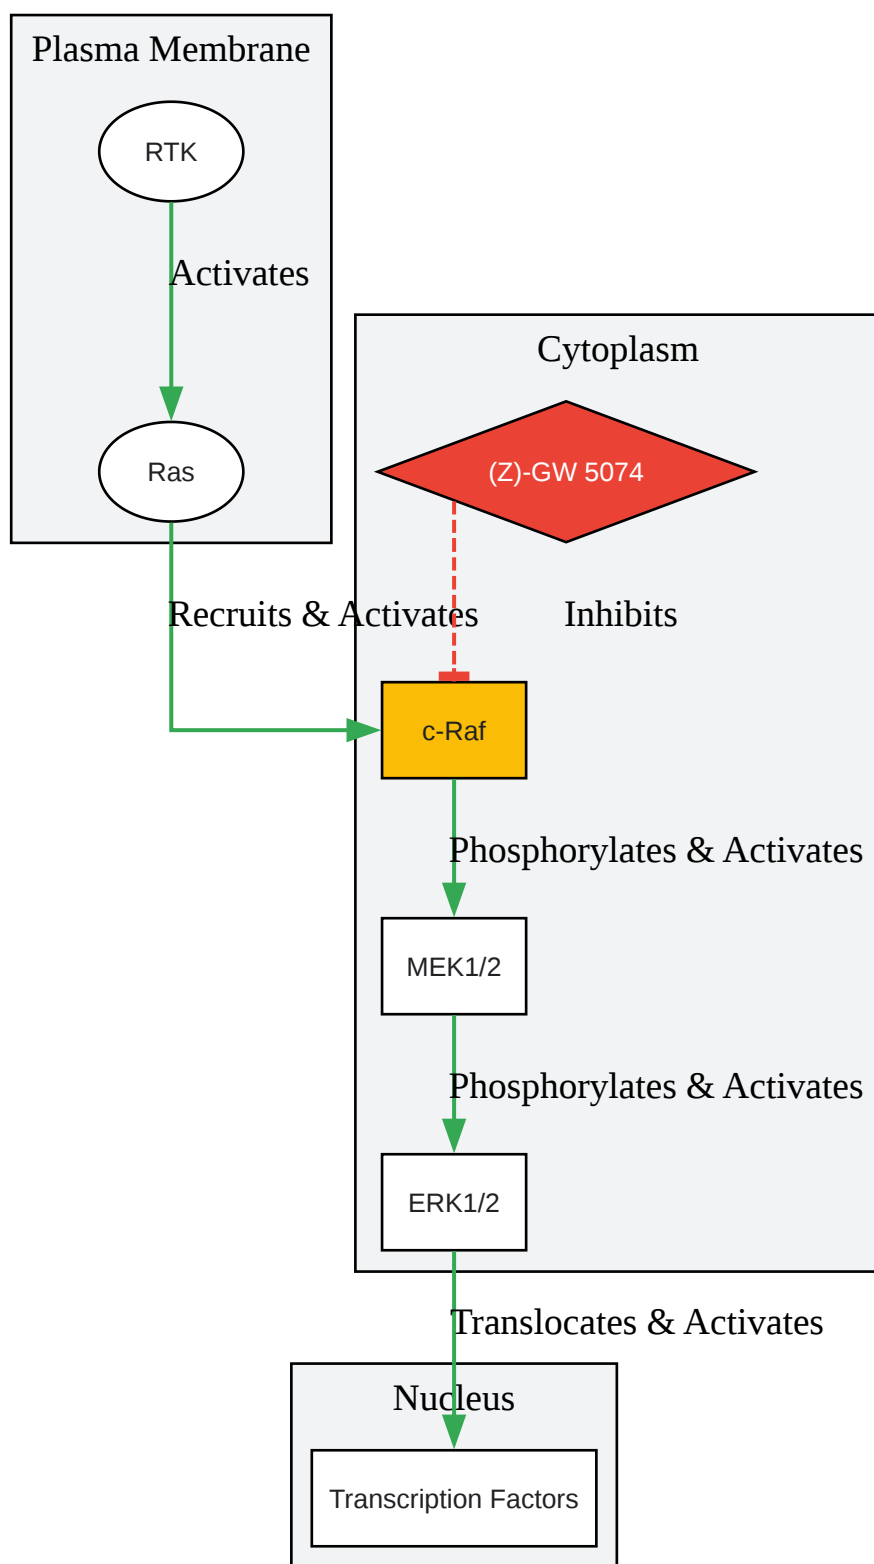 Plasma Membrane
RTK
Activates
Cytoplasm
Ras
(Z)-GW 5074
Recruits & Activates
Inhibits
c-Raf
Phosphorylates & Activates
MEK1/2
Phosphorylates & Activates
ERK1/2
Translocates & Activates
Nucleus
Transcription Factors